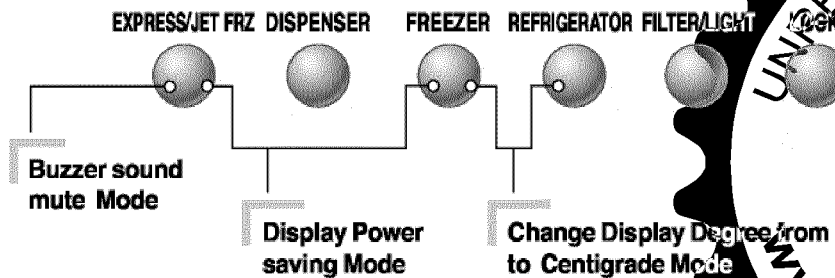 EXPRESS/JET FRZ DISPENSER FREEZER REFRIGERATOR FILTER/LIGHT
Buzzer sound
mute Mode
Display Power
saving Mode
Change Display Degree from
to Centigrade Mode